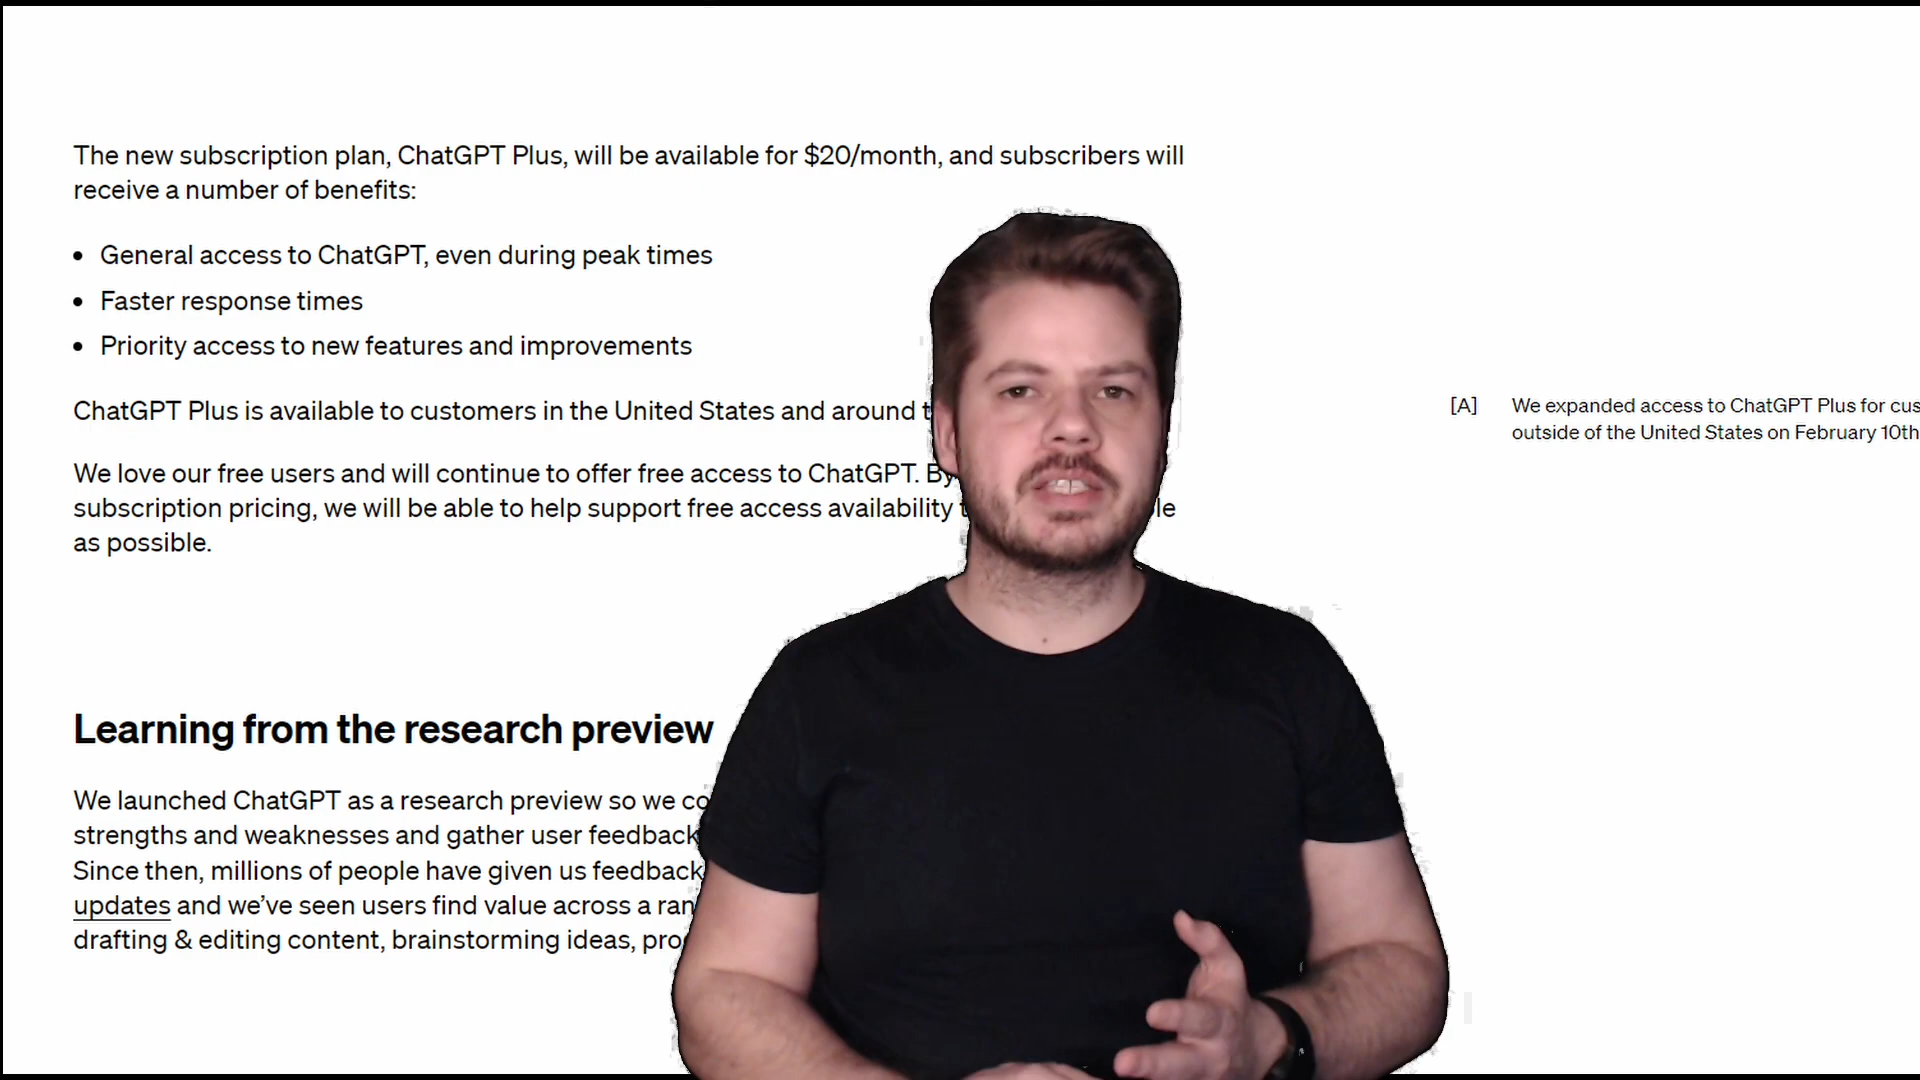 The new subscription plan, ChatGPT Plus, will be available for $20/month, and subscribers will
receive a number of benefits:
• General access to ChatGPT, even during peak times
• Faster response times
• Priority access to new features and improvements
ChatGPT Plus is available to customers in the United States and around
[A] We expanded access to ChatGPT Plus for
outside of the United States on February 10th
We love our free users and will continue to offer free access to ChatGPT. By
subscription pricing, we will be able to help support free access availability
as possible.
Learning from the research preview
We launched ChatGPT as a research preview so we
strengths and weaknesses and gather user feedback
Since then, millions of people have given us feedback
updates and we've seen users find value across a
drafting & editing content, brainstorming ideas,